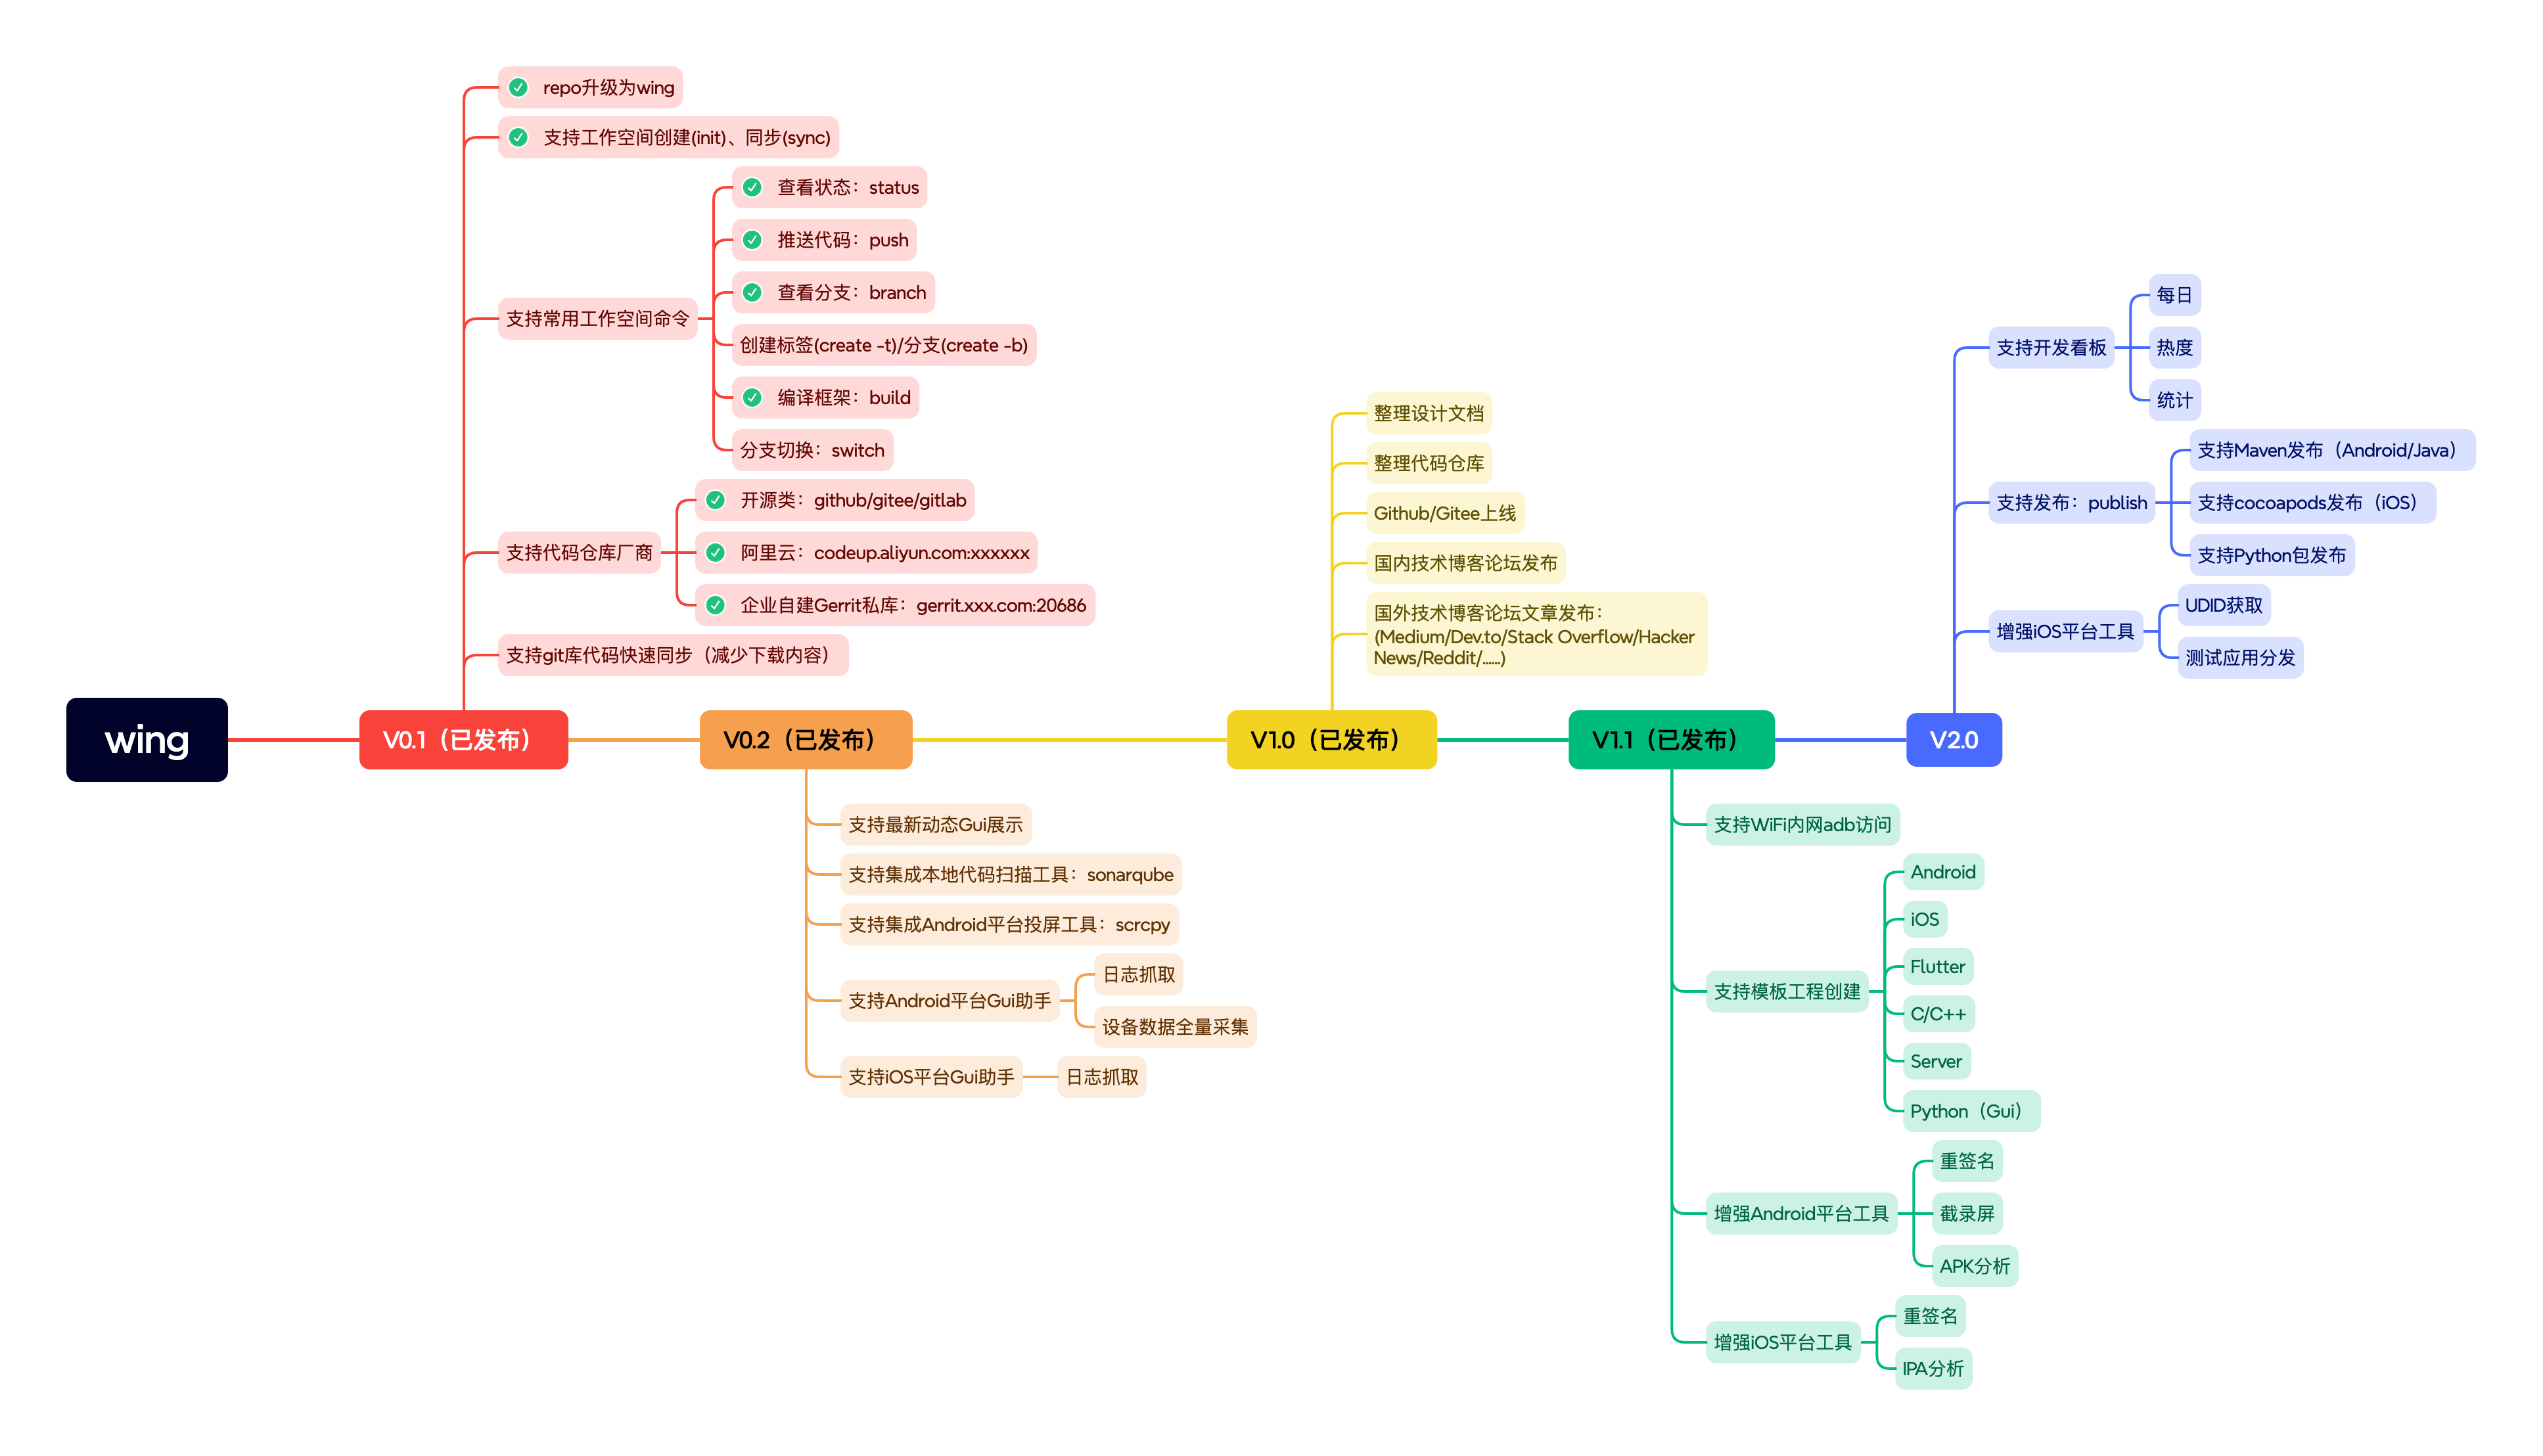 wing
V0.1（已发布）
repo升级为wing
支持工作空间创建(init)、同步(sync)
支持常用工作空间命令
查看状态：status
推送代码：push
查看分支：branch
创建标签(create -t)/分支(create -b)
编译框架：build
分支切换：switch
支持代码仓库厂商
开源类：github/gitee/gitlab
阿里云：codeup.aliyun.com:xxxxxx
企业自建Gerrit私库：gerrit.xxx.com:20686
支持git库代码快速同步（减少下载内容）
V0.2（已发布）
支持最新动态Gui展示
支持集成本地代码扫描工具：sonarqube
支持集成Android平台投屏工具：scrcpy
支持Android平台Gui助手
日志抓取
设备数据全量采集
支持iOS平台Gui助手
日志抓取
V1.0（已发布）
整理设计文档
整理代码仓库
Github/Gitee上线
国内技术博客论坛发布
国外技术博客论坛文章发布：
(Medium/Dev.to/Stack Overflow/Hacker
News/Reddit/......)
V1.1（已发布）
支持WiFi内网adb访问
支持模板工程创建
Android
iOS
Flutter
C/C++
Server
Python（Gui）
增强Android平台工具
重签名
截录屏
APK分析
增强iOS平台工具
重签名
IPA分析
V2.0
支持开发看板
每日
热度
统计
支持发布：publish
支持Maven发布（Android/Java）
支持cocoapods发布（iOS）
支持Python包发布
增强iOS平台工具
UDID获取
测试应用分发